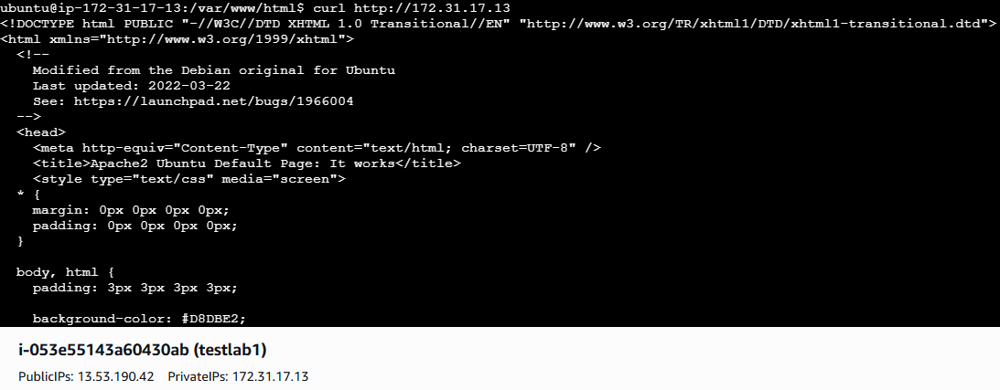 ubuntu@ip-172-31-17-13:/var/www/html$ curl http://172.31.17.13
<!DOCTYPE html PUBLIC "-//W3C//DTD XHTML 1.0 Transitional//EN" "http://www.w3.org/TR/xhtml1/DTD/xhtml1-transitional.dtd">
<html xmlns="http://www.w3.org/1999/xhtml">
  <!--
    Modified from the Debian original for Ubuntu
    Last updated: 2022-03-22
    See: https://launchpad.net/bugs/1966004
  -->
  <head>
    <meta http-equiv="Content-Type" content="text/html; charset=UTF-8" />
    <title>Apache2 Ubuntu Default Page: It works</title>
    <style type="text/css" media="screen">
  * {
    margin: 0px 0px 0px 0px;
    padding: 0px 0px 0px 0px;
  }

  body, html {
    padding: 3px 3px 3px 3px;

    background-color: #D8DBE2;
i-053e55143a60430ab (testlab1)
PublicIPs: 13.53.190.42    PrivateIPs: 172.31.17.13